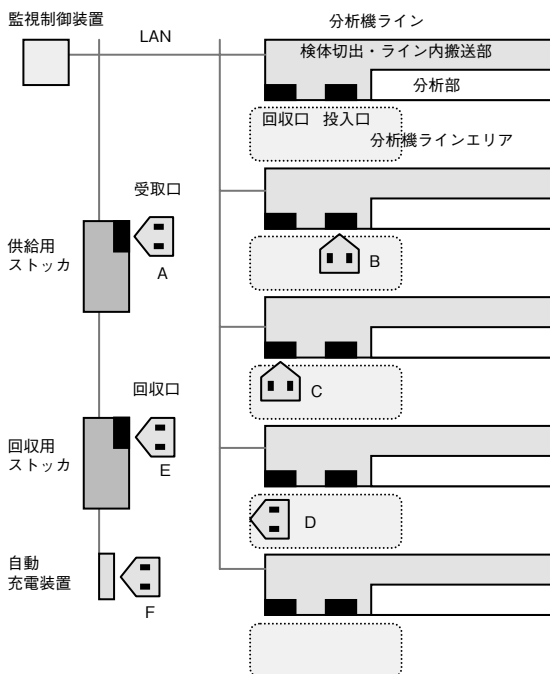 監視制御装置
LAN
分析機ライン
検体切出・ライン内搬送部
分析部
回収口 投入口
分析機ラインエリア
受取口
供給用
ストッカ
A
B
回収口
C
回収用
ストッカ
E
D
自動
充電装置
F